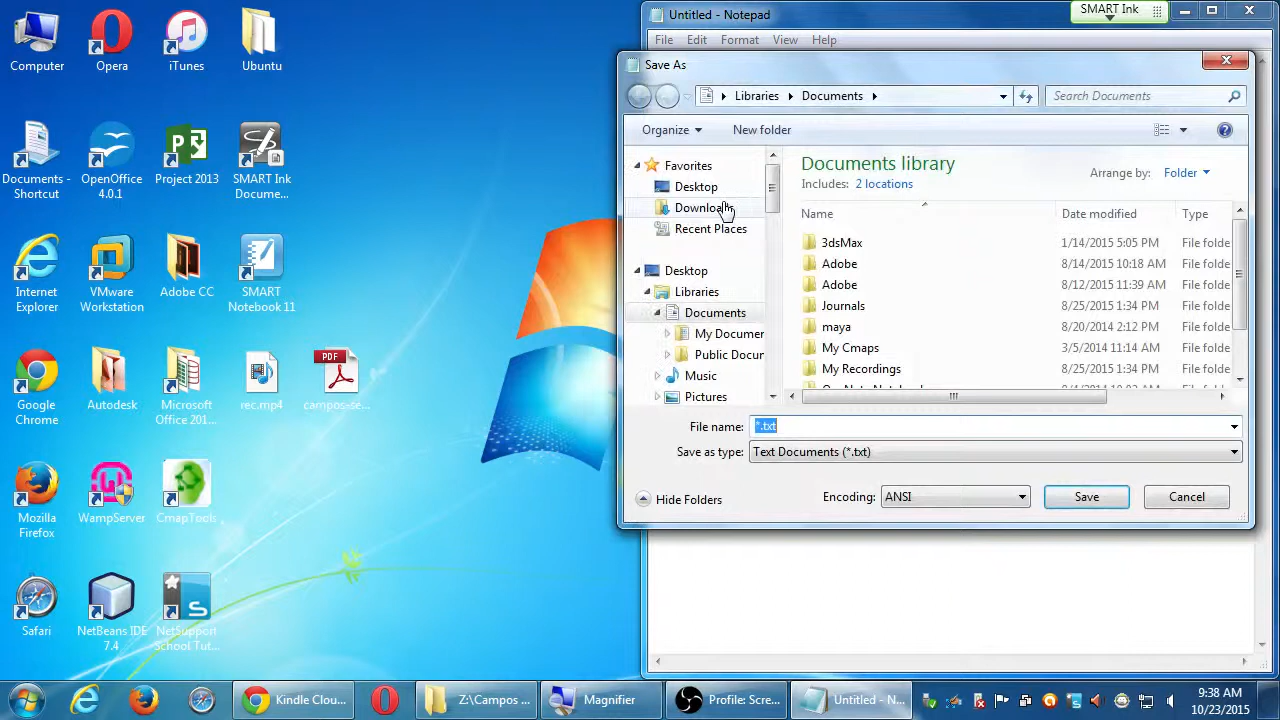 Computer
Opera
iTunes
Ubuntu
Documents -
Shortcut
OpenOffice
4.0.1
Project 2013
SMART Ink
Docume...
Internet
Explorer
VMware
Workstation
Adobe CC
SMART
Notebook 11
Google
Chrome
Autodesk
Microsoft
Office 201...
rec.mp4
PDF
campos-se...
Mozilla
Firefox
WampServer
CmapTools
Safari
NetBeans IDE
7.4
NetSupport
School Tut...
Untitled - Notepad
SMART Ink
File Edit Format View Help
Save As
Libraries Documents
Search Documents
Organize New folder
Favorites
Desktop
Downloads
Recent Places
Desktop
Libraries
Documents
My Documer
Public Docur
Music
Pictures
Documents library
Includes: 2 locations
Arrange by: Folder
Name Date modified Type
3dsMax 1/14/2015 5:05 PM File folde
Adobe 8/14/2015 10:18 AM File folde
Adobe 8/12/2015 11:39 AM File folde
Journals 8/25/2015 1:34 PM File folde
maya 8/20/2014 2:12 PM File folde
My Cmaps 3/5/2014 11:14 AM File folde
My Recordings 8/25/2015 1:34 PM File folde
File name: *.txt
Save as type: Text Documents (*.txt)
Hide Folders Encoding: ANSI Save Cancel
Kindle Clou...
Z:\Campos ...
Magnifier
Profile: Scre...
Untitled - N...
9:38 AM
10/23/2015